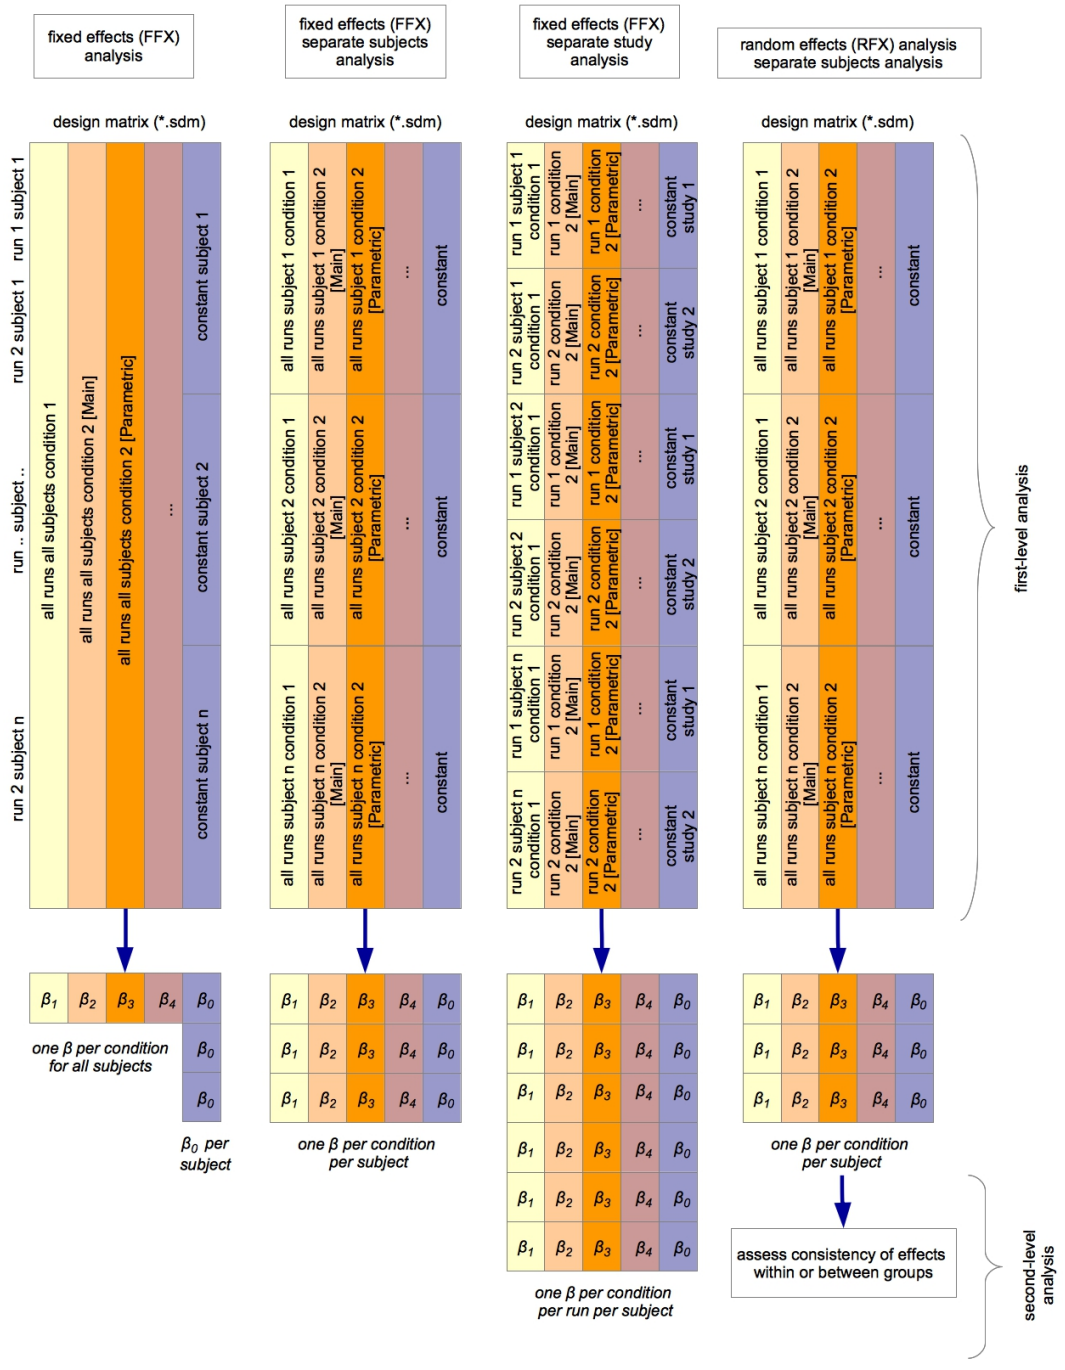 fixed effects (FFX)
analysis
fixed effects (FFX)
separate subjects
analysis
fixed effects (FFX)
separate study
analysis
random effects (RFX) analysis
separate subjects analysis
design matrix (*.sdm)
design matrix (*.sdm)
design matrix (*.sdm)
design matrix (*.sdm)
run 1 subject 1
run 2 subject 1
run .. subject ..
run 2 subject n
all runs all subjects condition 1
all runs all subjects condition 2 [Main]
all runs all subjects condition 2 [Parametric]
...
constant subject 1
constant subject 2
constant subject n
all runs subject 1 condition 1
all runs subject 1 condition 2
[Main]
all runs subject 1 condition 2
[Parametric]
...
constant
all runs subject 2 condition 1
all runs subject 2 condition 2
[Main]
all runs subject 2 condition 2
[Parametric]
...
constant
all runs subject n condition 1
all runs subject n condition 2
[Main]
all runs subject n condition 2
[Parametric]
...
constant
run 1 subject 1
condition 1
run 1 condition
2 [Main]
run 1 condition
2 [Parametric]
...
constant
study 1
run 2 subject 1
condition 1
run 2 condition
2 [Main]
run 2 condition
2 [Parametric]
...
constant
study 2
run 1 subject 2
condition 1
run 1 condition
2 [Main]
run 1 condition
2 [Parametric]
...
constant
study 1
run 2 subject 2
condition 1
run 2 condition
2 [Main]
run 2 condition
2 [Parametric]
...
constant
study 2
run 1 subject n
condition 1
run 1 condition
2 [Main]
run 1 condition
2 [Parametric]
...
constant
study 1
run 2 subject n
condition 1
run 2 condition
2 [Main]
run 2 condition
2 [Parametric]
...
constant
study 2
all runs subject 1 condition 1
all runs subject 1 condition 2
[Main]
all runs subject 1 condition 2
[Parametric]
...
constant
all runs subject 2 condition 1
all runs subject 2 condition 2
[Main]
all runs subject 2 condition 2
[Parametric]
...
constant
all runs subject n condition 1
all runs subject n condition 2
[Main]
all runs subject n condition 2
[Parametric]
...
constant
first-level analysis
β1 β2 β3 β4 β0
β0
β0
one β per condition
for all subjects
β0 per
subject
β1 β2 β3 β4 β0
β1 β2 β3 β4 β0
β1 β2 β3 β4 β0
one β per condition
per subject
β1 β2 β3 β4 β0
β1 β2 β3 β4 β0
β1 β2 β3 β4 β0
β1 β2 β3 β4 β0
β1 β2 β3 β4 β0
β1 β2 β3 β4 β0
one β per condition
per run per subject
β1 β2 β3 β4 β0
β1 β2 β3 β4 β0
β1 β2 β3 β4 β0
one β per condition
per subject
assess consistency of effects
within or between groups
second-level
analysis